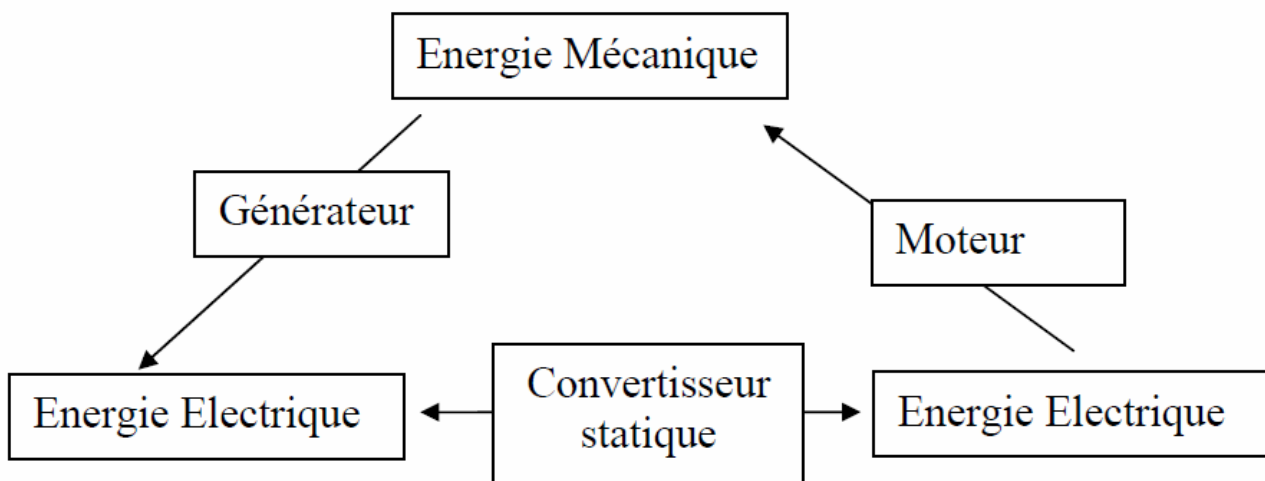 Energie Mécanique
Générateur
Moteur
Energie Electrique
Convertisseur
statique
Energie Electrique